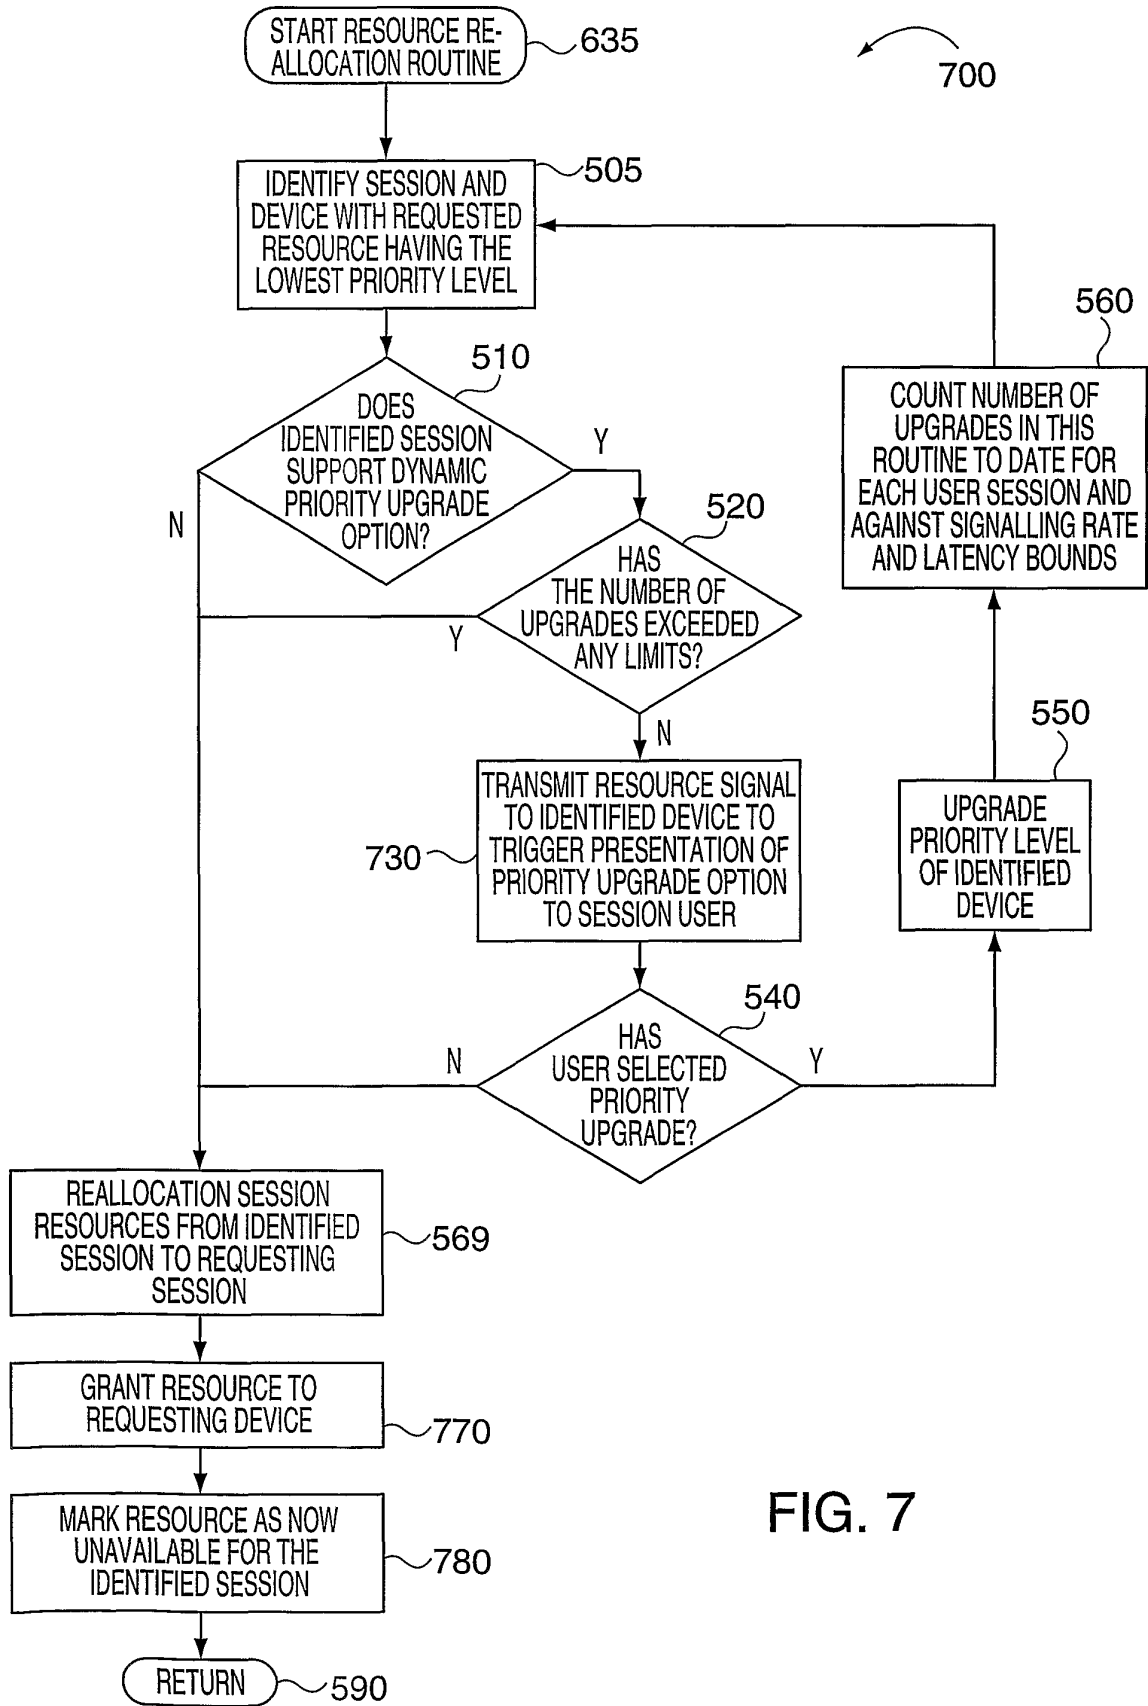 START RESOURCE RE-
ALLOCATION ROUTINE
635
700
IDENTIFY SESSION AND
DEVICE WITH REQUESTED
RESOURCE HAVING THE
LOWEST PRIORITY LEVEL
505
DOES
IDENTIFIED SESSION
SUPPORT DYNAMIC
PRIORITY UPGRADE
OPTION?
510
Y
N
HAS
THE NUMBER OF
UPGRADES EXCEEDED
ANY LIMITS?
520
Y
N
TRANSMIT RESOURCE SIGNAL
TO IDENTIFIED DEVICE TO
TRIGGER PRESENTATION OF
PRIORITY UPGRADE OPTION
TO SESSION USER
730
HAS
USER SELECTED
PRIORITY
UPGRADE?
540
N
Y
UPGRADE
PRIORITY LEVEL
OF IDENTIFIED
DEVICE
550
COUNT NUMBER OF
UPGRADES IN THIS
ROUTINE TO DATE FOR
EACH USER SESSION AND
AGAINST SIGNALLING RATE
AND LATENCY BOUNDS
560
REALLOCATION SESSION
RESOURCES FROM IDENTIFIED
SESSION TO REQUESTING
SESSION
569
GRANT RESOURCE TO
REQUESTING DEVICE
770
MARK RESOURCE AS NOW
UNAVAILABLE FOR THE
IDENTIFIED SESSION
780
RETURN
590
FIG. 7